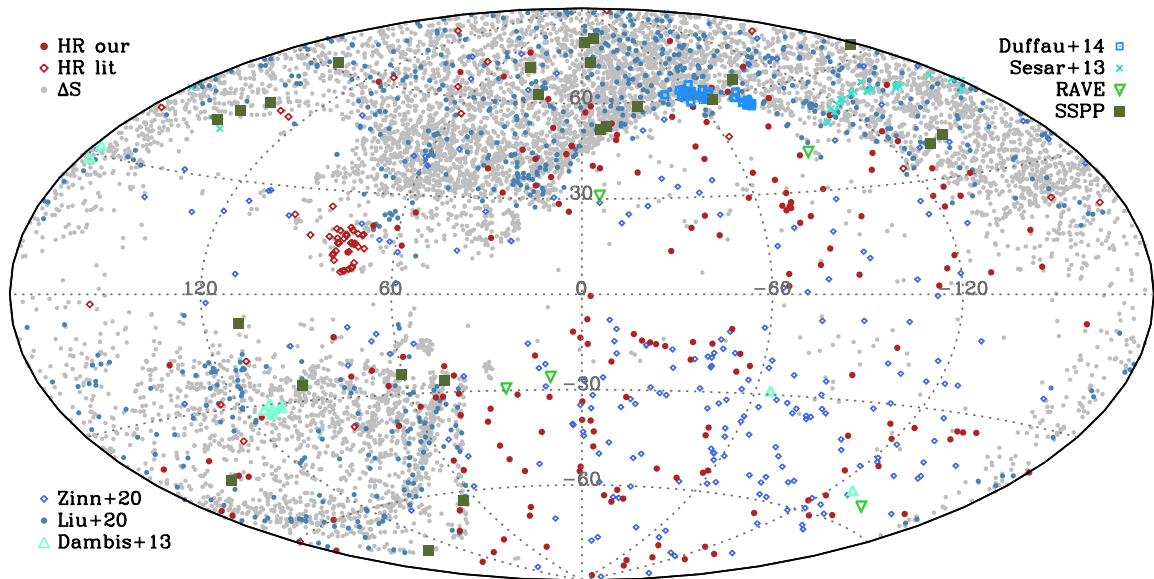 HR our
HR lit
ΔS
Duffau+14
Sesar+13
RAVE
SSPP
60
30
120
60
0
−60
−120
−30
−60
Zinn+20
Liu+20
Dambis+13